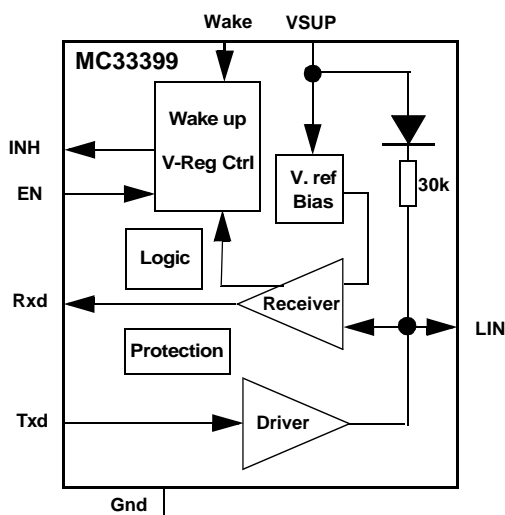 Wake
VSUP
MC33399
Wake up
V-Reg Ctrl
INH
EN
V. ref
Bias
30k
Logic
Rxd
Receiver
LIN
Protection
Txd
Driver
Gnd